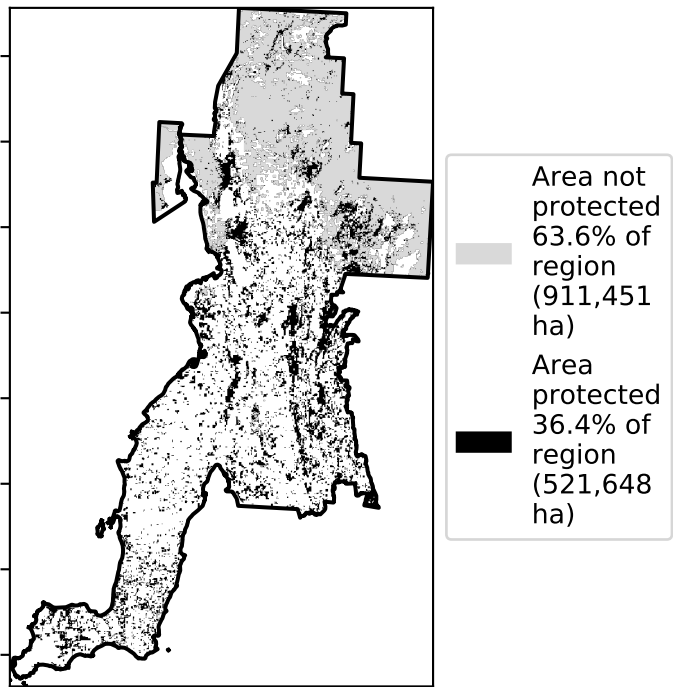 Area not
protected
63.6% of
region
(911,451
ha)
Area
protected
36.4% of
region
(521,648
ha)